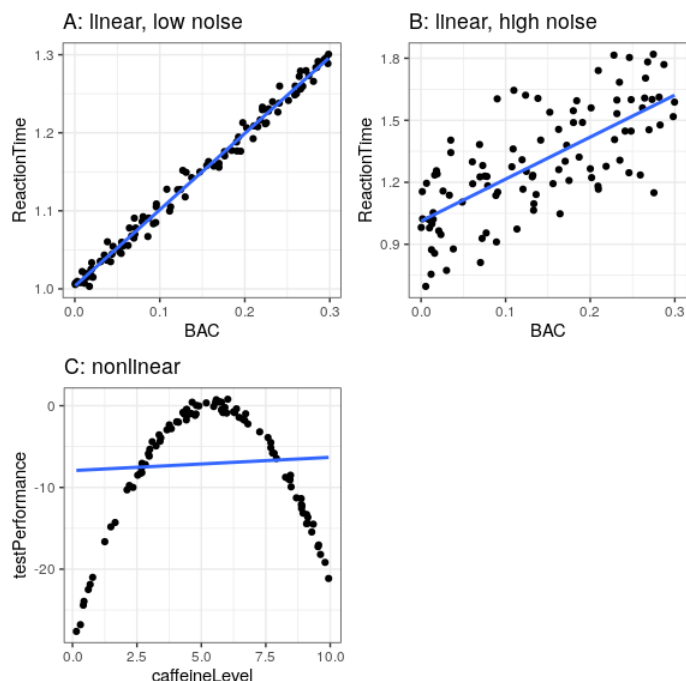 A: linear, low noise
ReactionTime
1.3
1.2
1.1
1.0
0.0 0.1 0.2 0.3
BAC
B: linear, high noise
ReactionTime
1.8
1.5
1.2
0.9
0.0 0.1 0.2 0.3
BAC
C: nonlinear
testPerformance
0
-10
-20
0.0 2.5 5.0 7.5 10.0
caffeineLevel